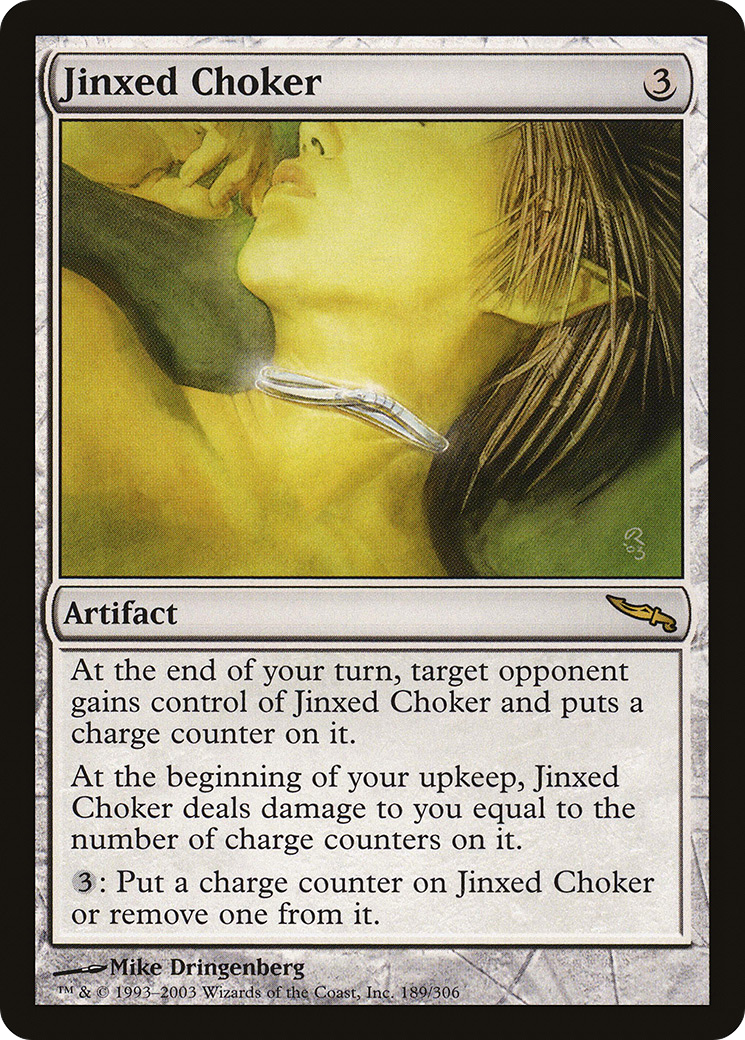 Jinxed Choker
3
R
'03
Artifact
At the end of your turn, target opponent
gains control of Jinxed Choker and puts a
charge counter on it.
At the beginning of your upkeep, Jinxed
Choker deals damage to you equal to the
number of charge counters on it.
3: Put a charge counter on Jinxed Choker
or remove one from it.
Mike Dringenberg
™ & © 1993–2003 Wizards of the Coast, Inc. 189/306